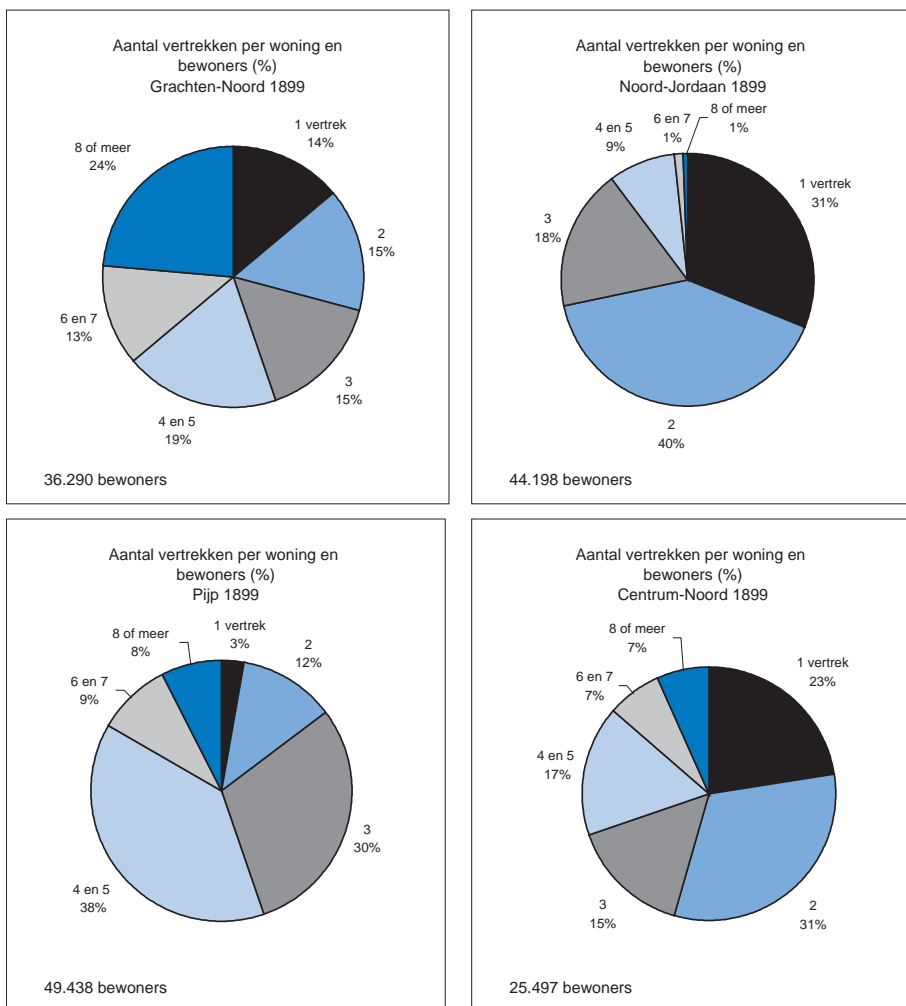 Aantal vertrekken per woning en
bewoners (%)
Grachten-Noord 1899
1 vertrek
14%
2
15%
3
15%
4 en 5
19%
6 en 7
13%
8 of meer
24%
36.290 bewoners
Aantal vertrekken per woning en
bewoners (%)
Noord-Jordaan 1899
1 vertrek
31%
2
40%
3
18%
4 en 5
9%
6 en 7
1%
8 of meer
1%
44.198 bewoners
Aantal vertrekken per woning en
bewoners (%)
Pijp 1899
1 vertrek
3%
2
12%
3
30%
4 en 5
38%
6 en 7
9%
8 of meer
8%
49.438 bewoners
Aantal vertrekken per woning en
bewoners (%)
Centrum-Noord 1899
1 vertrek
23%
2
31%
3
15%
4 en 5
17%
6 en 7
7%
8 of meer
7%
25.497 bewoners